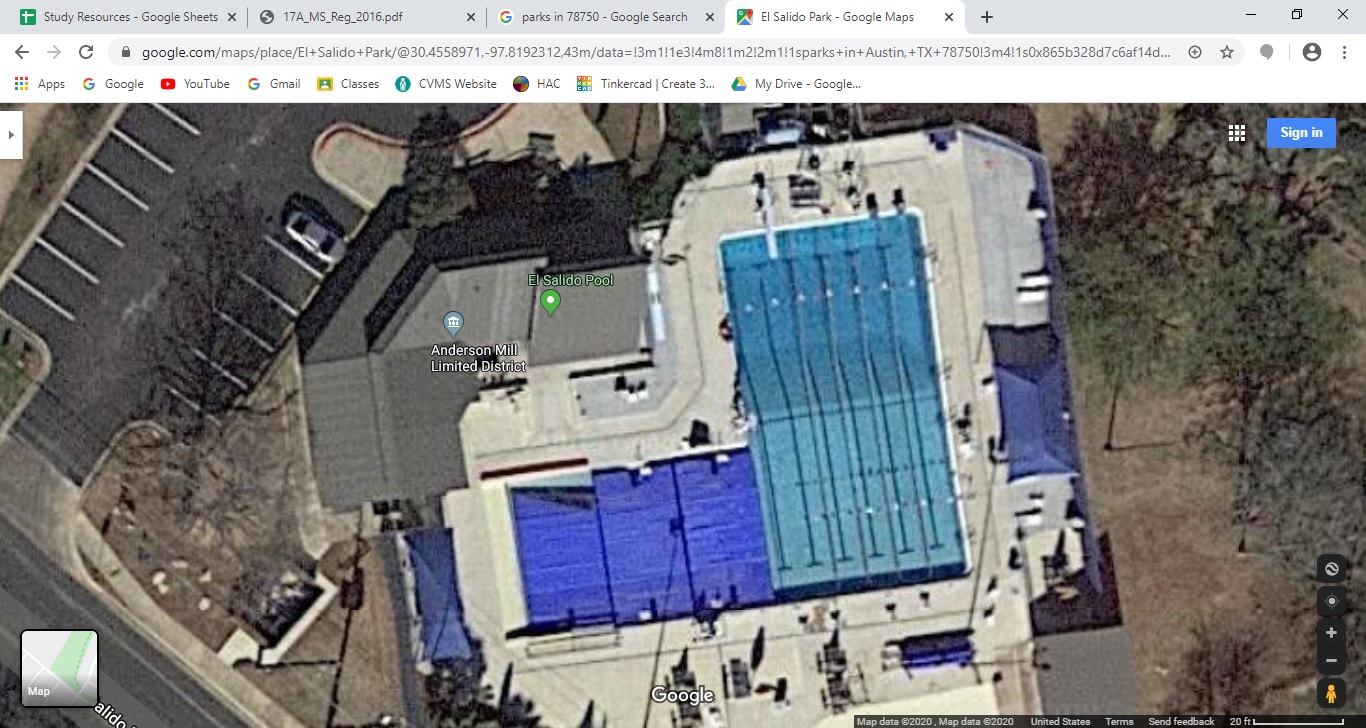 Study Resources - Google Sheets
17A_MS_Reg_2016.pdf
parks in 78750 - Google Search
El Salido Park - Google Maps
google.com/maps/place/El+Salido+Park/@30.4558971,-97.8192312,43m/data=!3m1!1e3!4m8!1m2!2m1!1sparks+in+Austin,+TX+78750!3m4!1s0x865b328d7c6af14d...
Apps
Google
YouTube
Gmail
Classes
CVMS Website
HAC
Tinkercad | Create 3...
My Drive - Google...
Sign in
El Salido Pool
Anderson Mill
Limited District
Map
alido
Google
Map data ©2020 , Map data ©2020
United States
Terms
Send feedback
20 ft